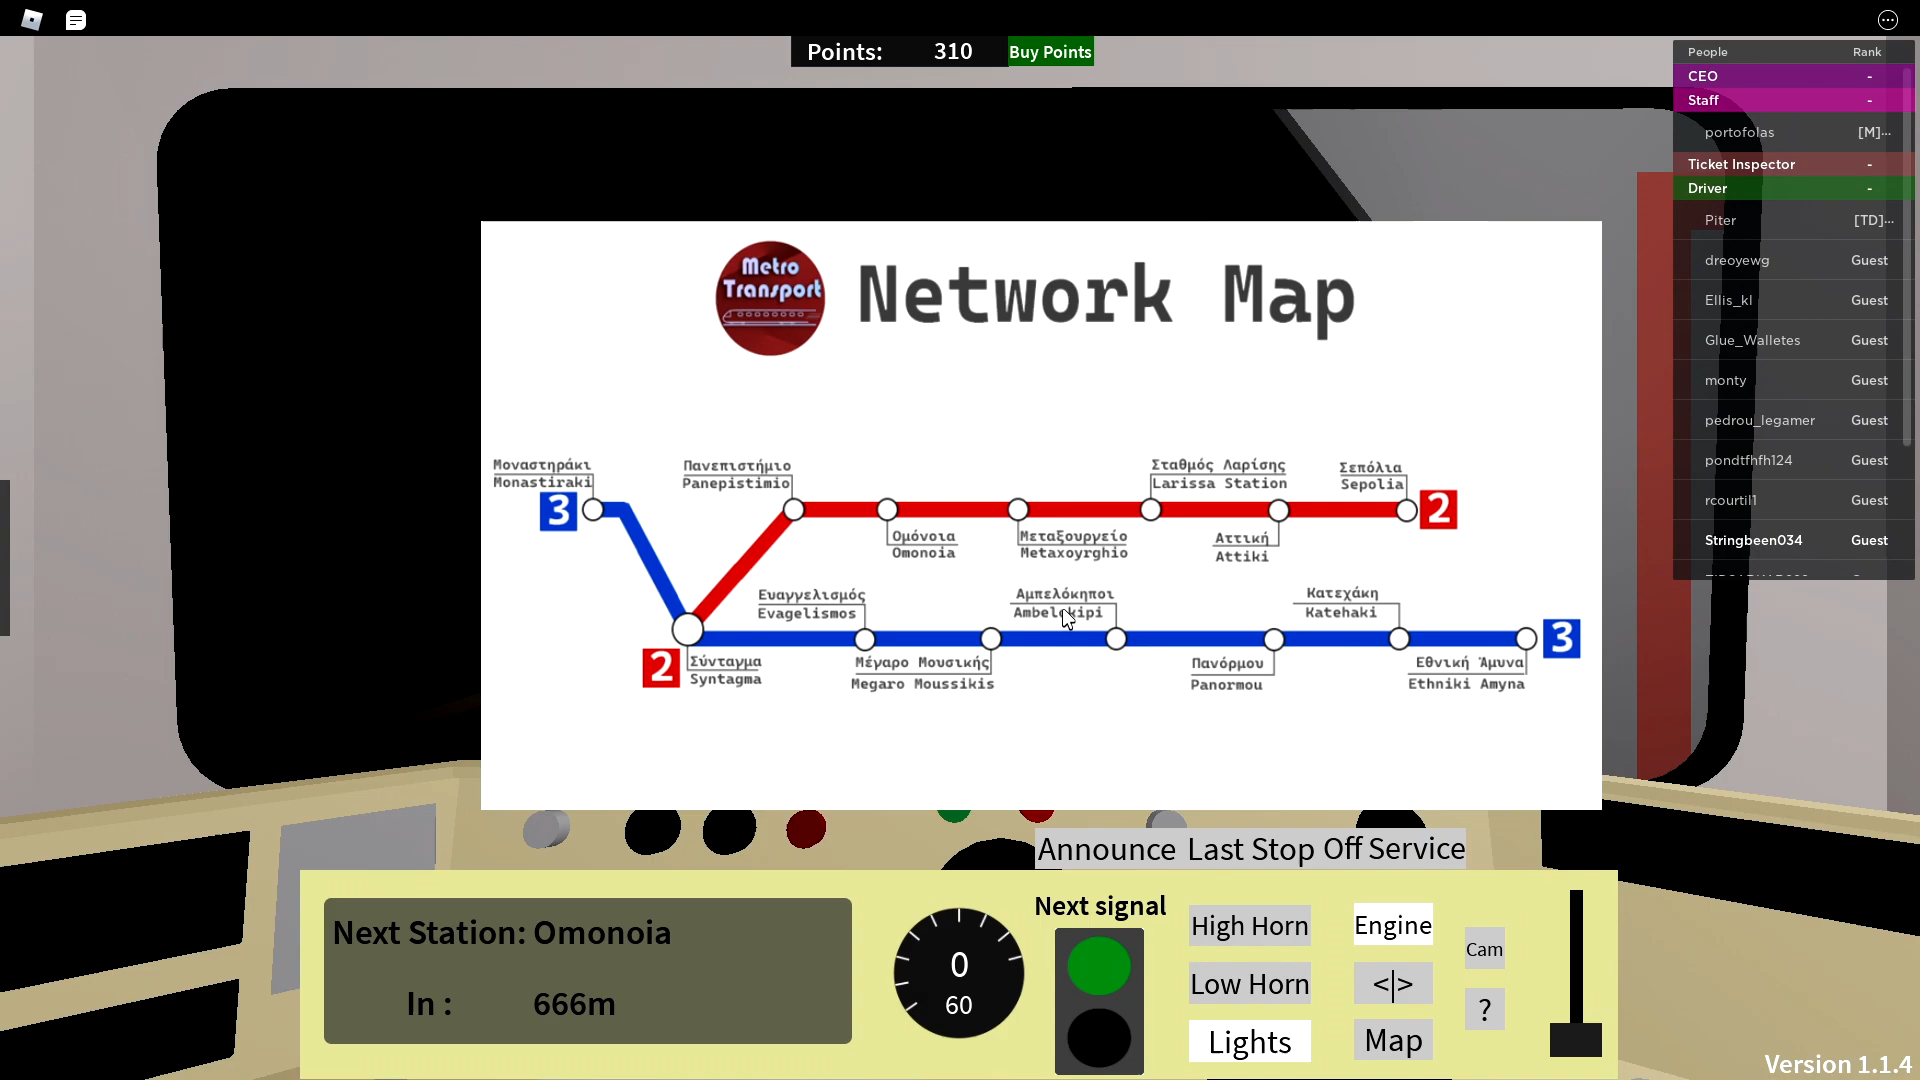 Points: 310 Buy Points
People Rank
CEO -
Staff -
portofolas [M]...
Ticket Inspector -
Driver -
Piter [TD]...
dreoyewg Guest
Ellis_kl Guest
Glue_Walletes Guest
monty Guest
pedrou_legamer Guest
pondtfhfh124 Guest
rcourtil1 Guest
Stringbeen034 Guest
Metro
Transport
Network Map
Μοναστηράκι
Monastiraki
3
Πανεπιστήμιο
Panepistimio
Ομόνοια
Omonoia
Μεταξουργείο
Metaxoyrghio
Σταθμός Λαρίσης
Larissa Station
Αττική
Attiki
Σεπόλια
Sepolia
2
2
Σύνταγμα
Syntagma
Ευαγγελισμός
Evagelismos
Μέγαρο Μουσικής
Megaro Moussikis
Αμπελόκηποι
Ambelokipi
Πανόρμου
Panormou
Κατεχάκη
Katehaki
Εθνική Άμυνα
Ethniki Amyna
3
Announce Last Stop Off Service
Next Station: Omonoia
In : 666m
0
60
Next signal
High Horn
Low Horn
Lights
Engine
<|>
Map
Cam
?
Version 1.1.4